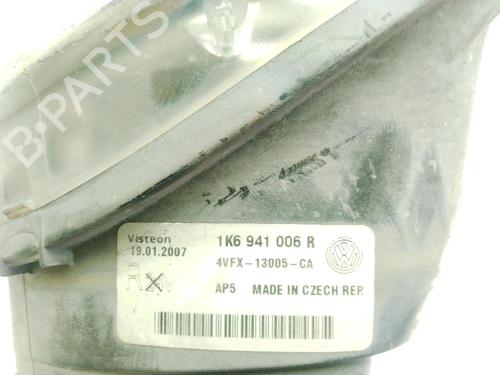 B-PARTS
Visteon 1K6 941 006 R
19.01.2007 4VFX-13005-CA
AP5 MADE IN CZECH REP.